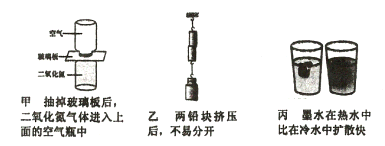 空气
玻璃板
二氧化氮
甲 抽掉玻璃板后，
二氧化氮气体进入上
面的空气瓶中
乙 两铅块挤压
后，不易分开
丙 墨水在热水中
比在冷水中扩散快